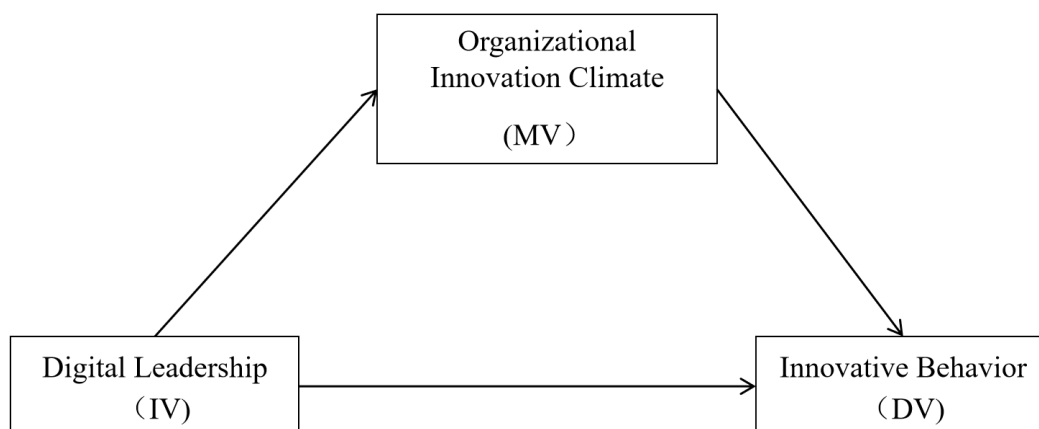 Organizational
Innovation Climate
(MV）
Digital Leadership
（IV)
Innovative Behavior
（DV)